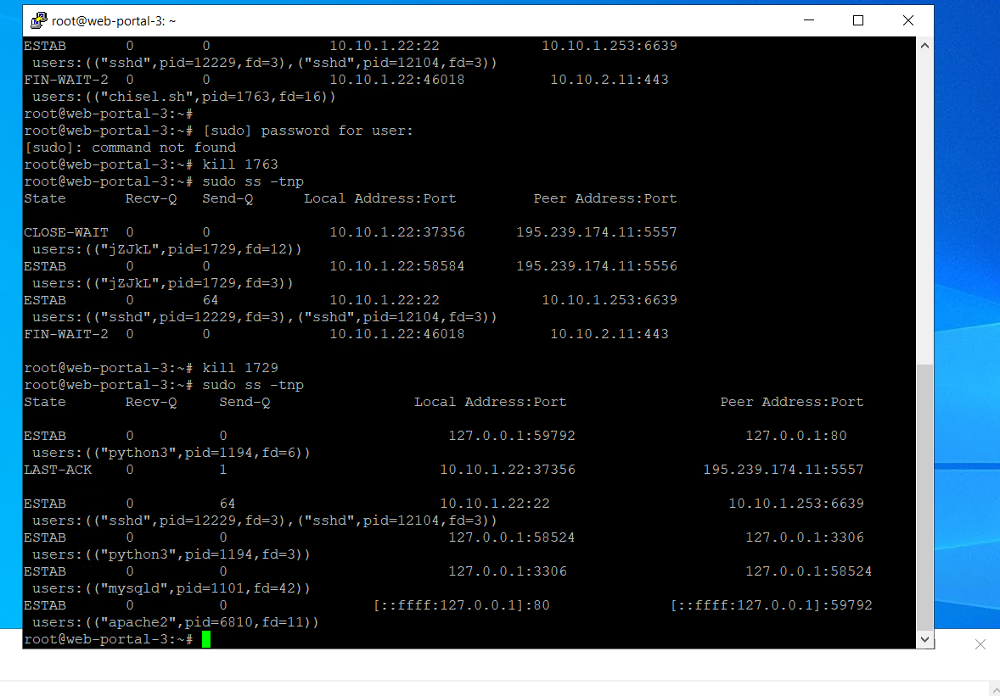 root@web-portal-3: ~
ESTAB 0 0 10.10.1.22:22 10.10.1.253:6639
users:(("sshd",pid=12229,fd=3),("sshd",pid=12104,fd=3))
FIN-WAIT-2 0 0 10.10.1.22:46018 10.10.2.11:443
users:(("chisel.sh",pid=1763,fd=16))
root@web-portal-3:~#
root@web-portal-3:~# [sudo] password for user:
[sudo]: command not found
root@web-portal-3:~# kill 1763
root@web-portal-3:~# sudo ss -tnp
State Recv-Q Send-Q Local Address:Port Peer Address:Port
CLOSE-WAIT 0 0 10.10.1.22:37356 195.239.174.11:5557
users:(("jZJkL",pid=1729,fd=12))
ESTAB 0 0 10.10.1.22:58584 195.239.174.11:5556
users:(("jZJkL",pid=1729,fd=3))
ESTAB 0 64 10.10.1.22:22 10.10.1.253:6639
users:(("sshd",pid=12229,fd=3),("sshd",pid=12104,fd=3))
FIN-WAIT-2 0 0 10.10.1.22:46018 10.10.2.11:443
root@web-portal-3:~# kill 1729
root@web-portal-3:~# sudo ss -tnp
State Recv-Q Send-Q Local Address:Port Peer Address:Port
ESTAB 0 0 127.0.0.1:59792 127.0.0.1:80
users:(("python3",pid=1194,fd=6))
LAST-ACK 0 1 10.10.1.22:37356 195.239.174.11:5557
ESTAB 0 64 10.10.1.22:22 10.10.1.253:6639
users:(("sshd",pid=12229,fd=3),("sshd",pid=12104,fd=3))
ESTAB 0 0 127.0.0.1:58524 127.0.0.1:3306
users:(("python3",pid=1194,fd=3))
ESTAB 0 0 127.0.0.1:3306 127.0.0.1:58524
users:(("mysqld",pid=1101,fd=42))
ESTAB 0 0 [::ffff:127.0.0.1]:80 [::ffff:127.0.0.1]:59792
users:(("apache2",pid=6810,fd=11))
root@web-portal-3:~#